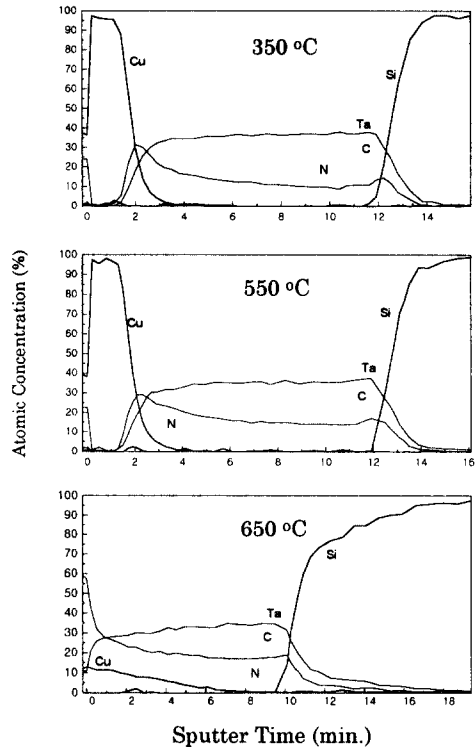 100
90
80
70
60
50
40
30
20
10
0
350 °C
Cu
Si
Ta
C
N
0 2 4 6 8 10 12 14
100
90
80
70
60
50
40
30
20
10
0
550 °C
Cu
Si
Ta
C
N
0 2 4 6 8 10 12 14 16
100
90
80
70
60
50
40
30
20
10
0
650 °C
Si
Ta
C
Cu
N
0 2 4 6 8 10 12 14 16 18
Atomic Concentration (%)
Sputter Time (min.)